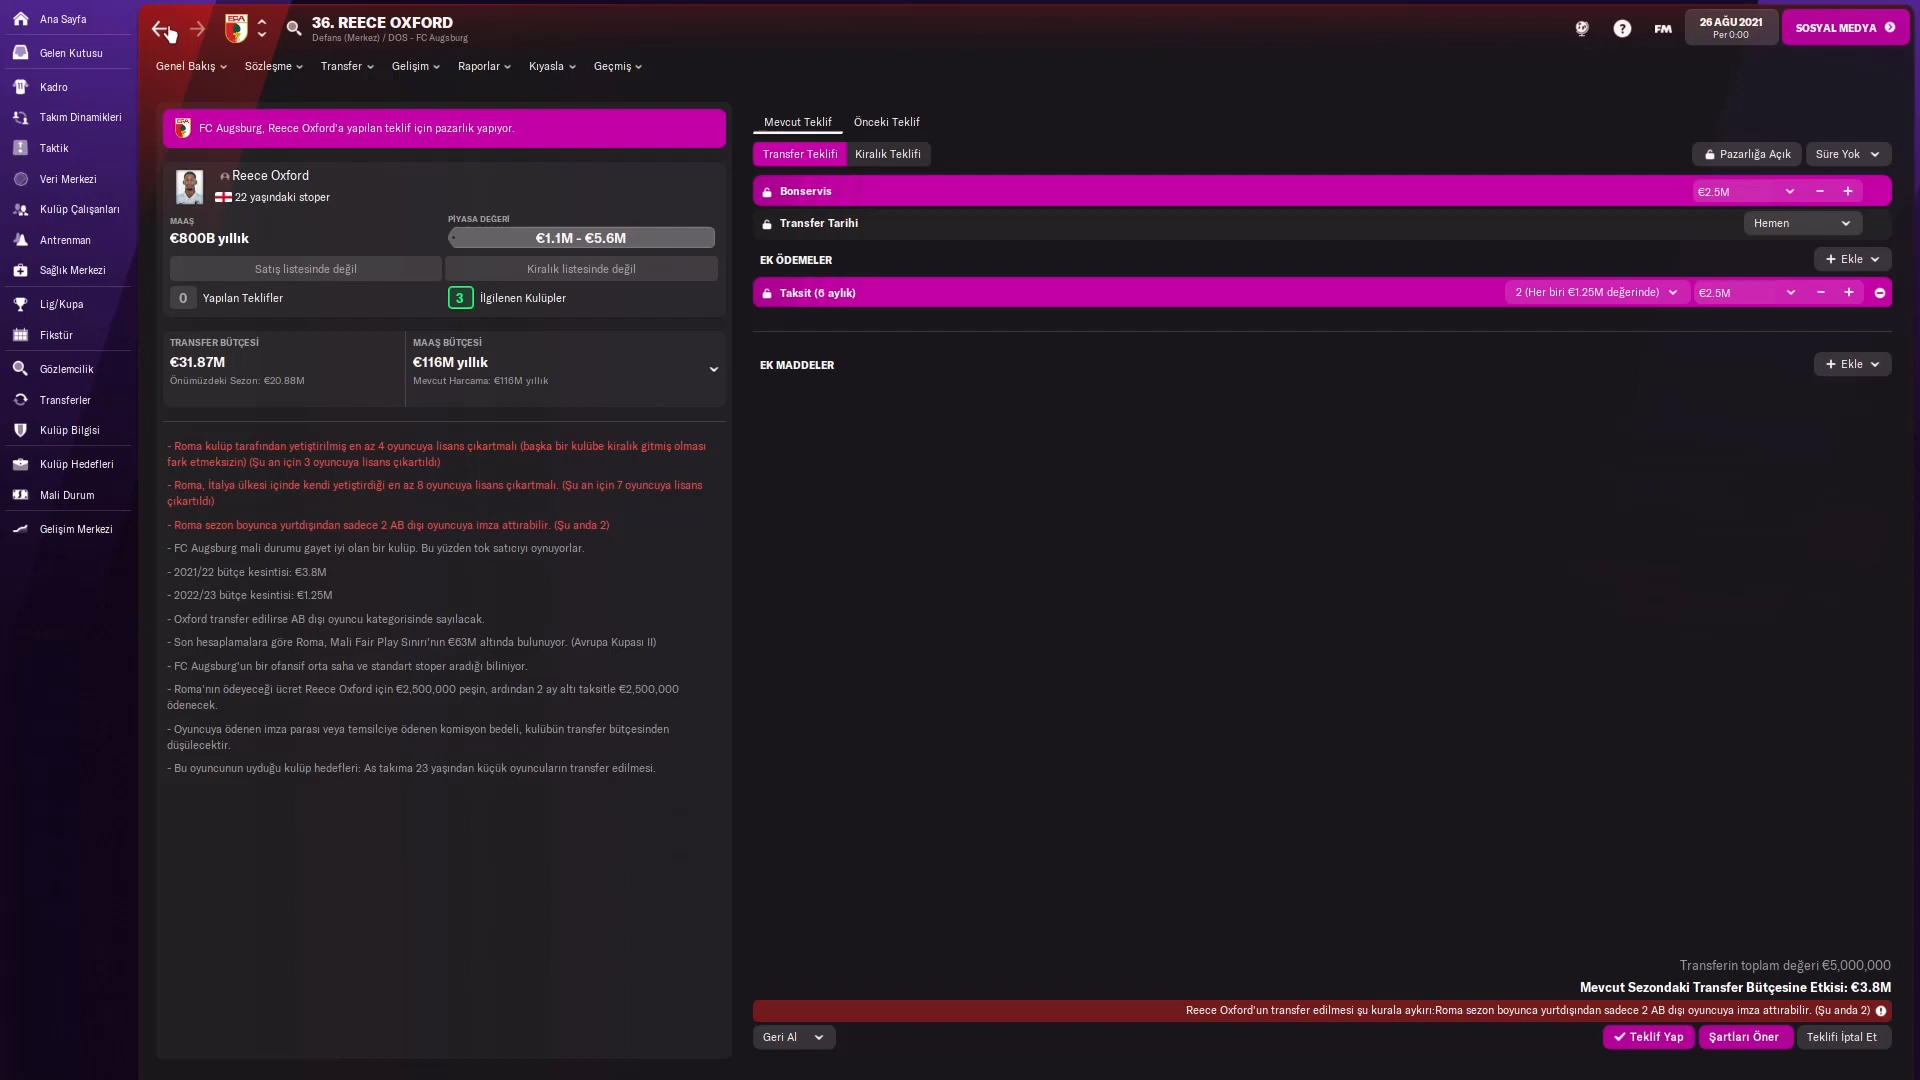 Ana Sayfa
Gelen Kutusu
Kadro
Takım Dinamikleri
Taktik
Veri Merkezi
Kulüp Çalışanları
Antrenman
Sağlık Merkezi
Lig/Kupa
Fikstür
Gözlemcilik
Transferler
Kulüp Bilgisi
Kulüp Hedefleri
Mali Durum
Gelişim Merkezi
36. REECE OXFORD
Defans (Merkez) / DOS - FC Augsburg
FM
26 AĞU 2021
Per 0:00
SOSYAL MEDYA
Genel Bakış Sözleşme Transfer Gelişim Raporlar Kıyasla Geçmiş
FC Augsburg, Reece Oxford'a yapılan teklif için pazarlık yapıyor.
Reece Oxford
22 yaşındaki stoper
MAAŞ
€800B yıllık
PİYASA DEĞERİ
€1.1M - €5.6M
Satış listesinde değil
Kiralık listesinde değil
0 Yapılan Teklifler
3 İlgilenen Kulüpler
TRANSFER BÜTÇESİ
€31.87M
Önümüzdeki Sezon: €20.88M
MAAŞ BÜTÇESİ
€116M yıllık
Mevcut Harcama: €116M yıllık
- Roma kulüp tarafından yetiştirilmiş en az 4 oyuncuya lisans çıkartmalı (başka bir kulübe kiralık gitmiş olması
fark etmeksizin) (Şu an için 3 oyuncuya lisans çıkartıldı)
- Roma, İtalya ülkesi içinde kendi yetiştirdiği en az 8 oyuncuya lisans çıkartmalı. (Şu an için 7 oyuncuya lisans
çıkartıldı)
- Roma sezon boyunca yurtdışından sadece 2 AB dışı oyuncuya imza attırabilir. (Şu anda 2)
- FC Augsburg mali durumu gayet iyi olan bir kulüp. Bu yüzden tok satıcıyı oynuyorlar.
- 2021/22 bütçe kesintisi: €3.8M
- 2022/23 bütçe kesintisi: €1.25M
- Oxford transfer edilirse AB dışı oyuncu kategorisinde sayılacak.
- Son hesaplamalara göre Roma, Mali Fair Play Sınırı'nın €63M altında bulunuyor. (Avrupa Kupası II)
- FC Augsburg'un bir ofansif orta saha ve standart stoper aradığı biliniyor.
- Roma'nın ödeyeceği ücret Reece Oxford için €2,500,000 peşin, ardından 2 ay altı taksitle €2,500,000
ödenecek.
- Oyuncuya ödenen imza parası veya temsilciye ödenen komisyon bedeli, kulübün transfer bütçesinden
düşülecektir.
- Bu oyuncunun uyduğu kulüp hedefleri: As takıma 23 yaşından küçük oyuncuların transfer edilmesi.
Mevcut Teklif Önceki Teklif
Transfer Teklifi Kiralık Teklifi
Pazarlığa Açık Süre Yok
Bonservis €2.5M
Transfer Tarihi Hemen
EK ÖDEMELER + Ekle
Taksit (6 aylık) 2 (Her biri €1.25M değerinde) €2.5M
EK MADDELER + Ekle
Transferin toplam değeri €5,000,000
Mevcut Sezondaki Transfer Bütçesine Etkisi: €3.8M
Reece Oxford'un transfer edilmesi şu kurala aykırı:Roma sezon boyunca yurtdışından sadece 2 AB dışı oyuncuya imza attırabilir. (Şu anda 2)
Geri Al
Teklif Yap
Şartları Öner
Teklifi İptal Et